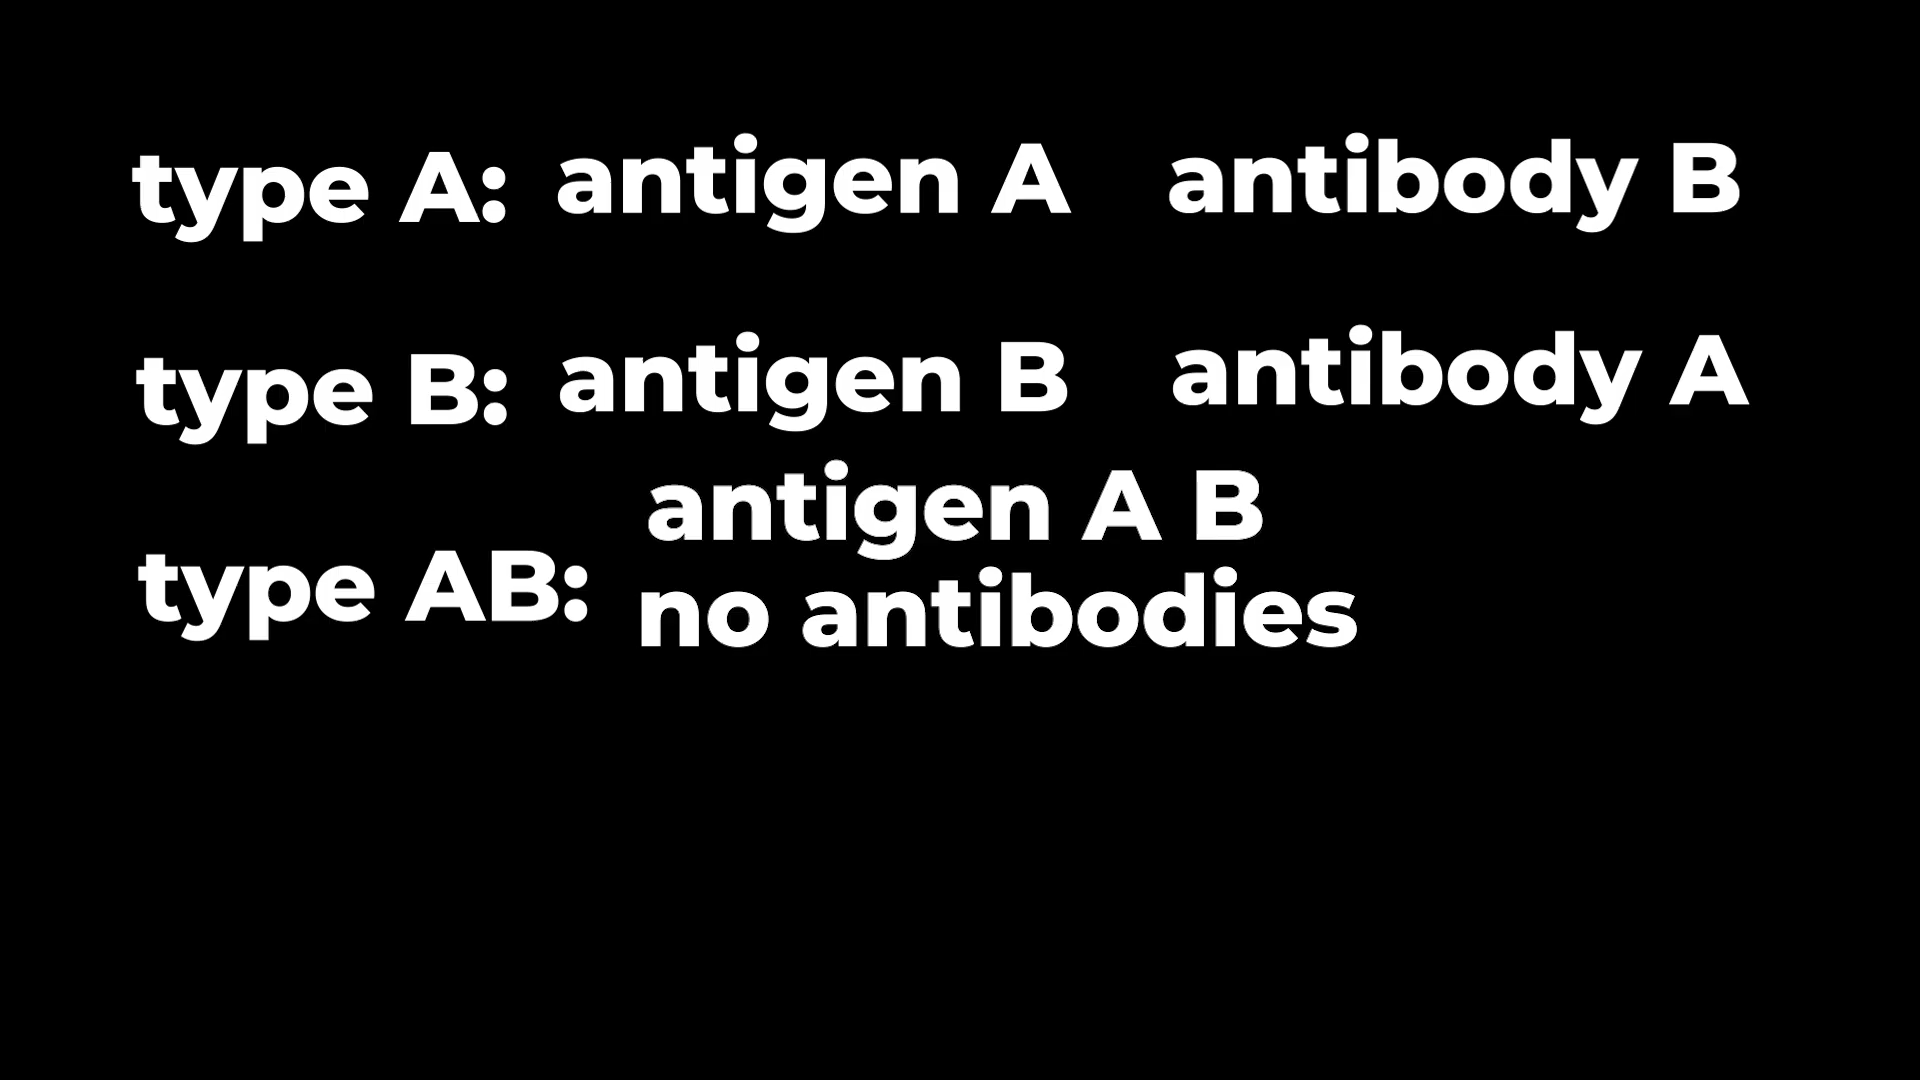 type A: antigen A antibody B
type B: antigen B antibody A
antigen A B
type AB:
no antibodies